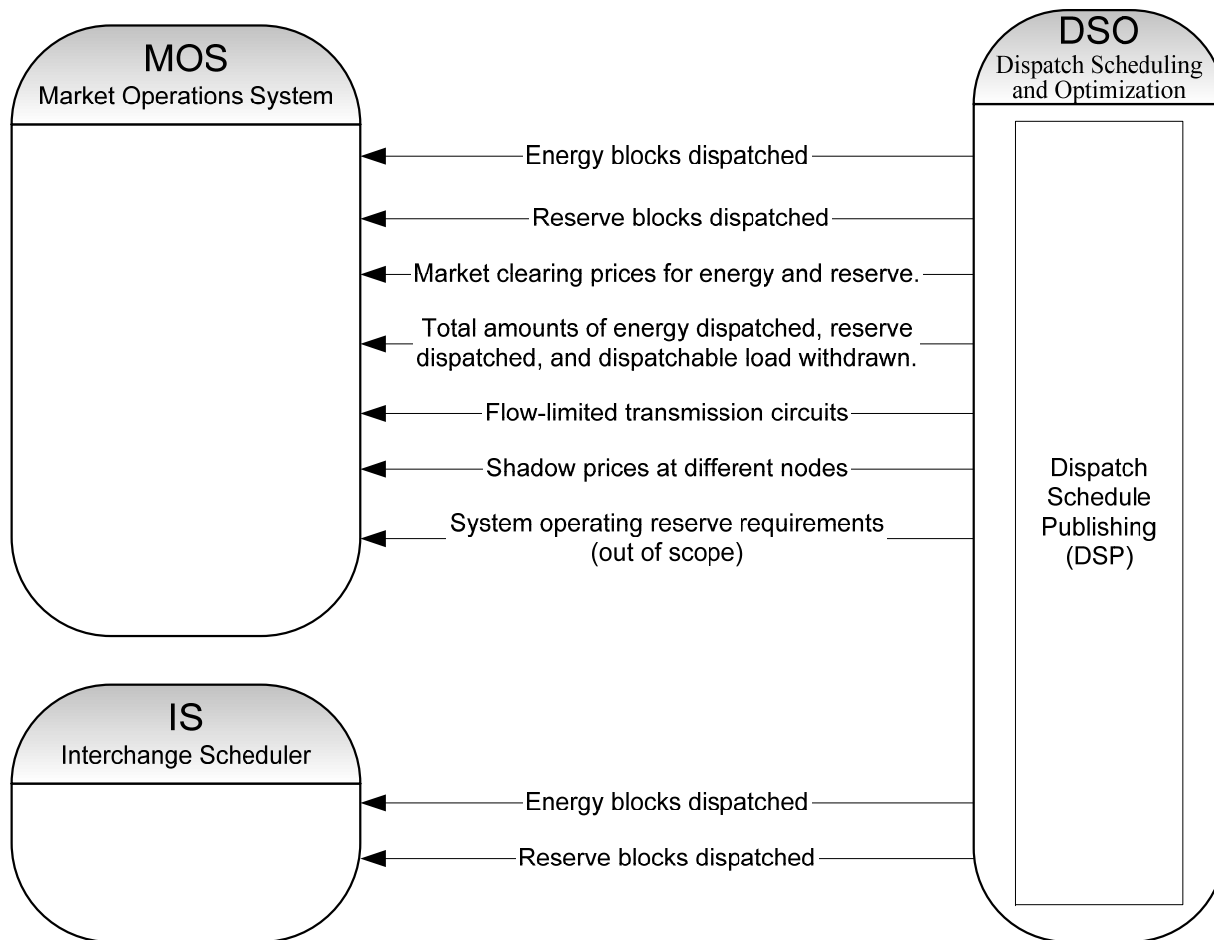 MOS
Market Operations System
DSO
Dispatch Scheduling
and Optimization
Energy blocks dispatched
Reserve blocks dispatched
Market clearing prices for energy and reserve.
Total amounts of energy dispatched, reserve
dispatched, and dispatchable load withdrawn.
Flow-limited transmission circuits
Shadow prices at different nodes
System operating reserve requirements
(out of scope)
Dispatch
Schedule
Publishing
(DSP)
IS
Interchange Scheduler
Energy blocks dispatched
Reserve blocks dispatched